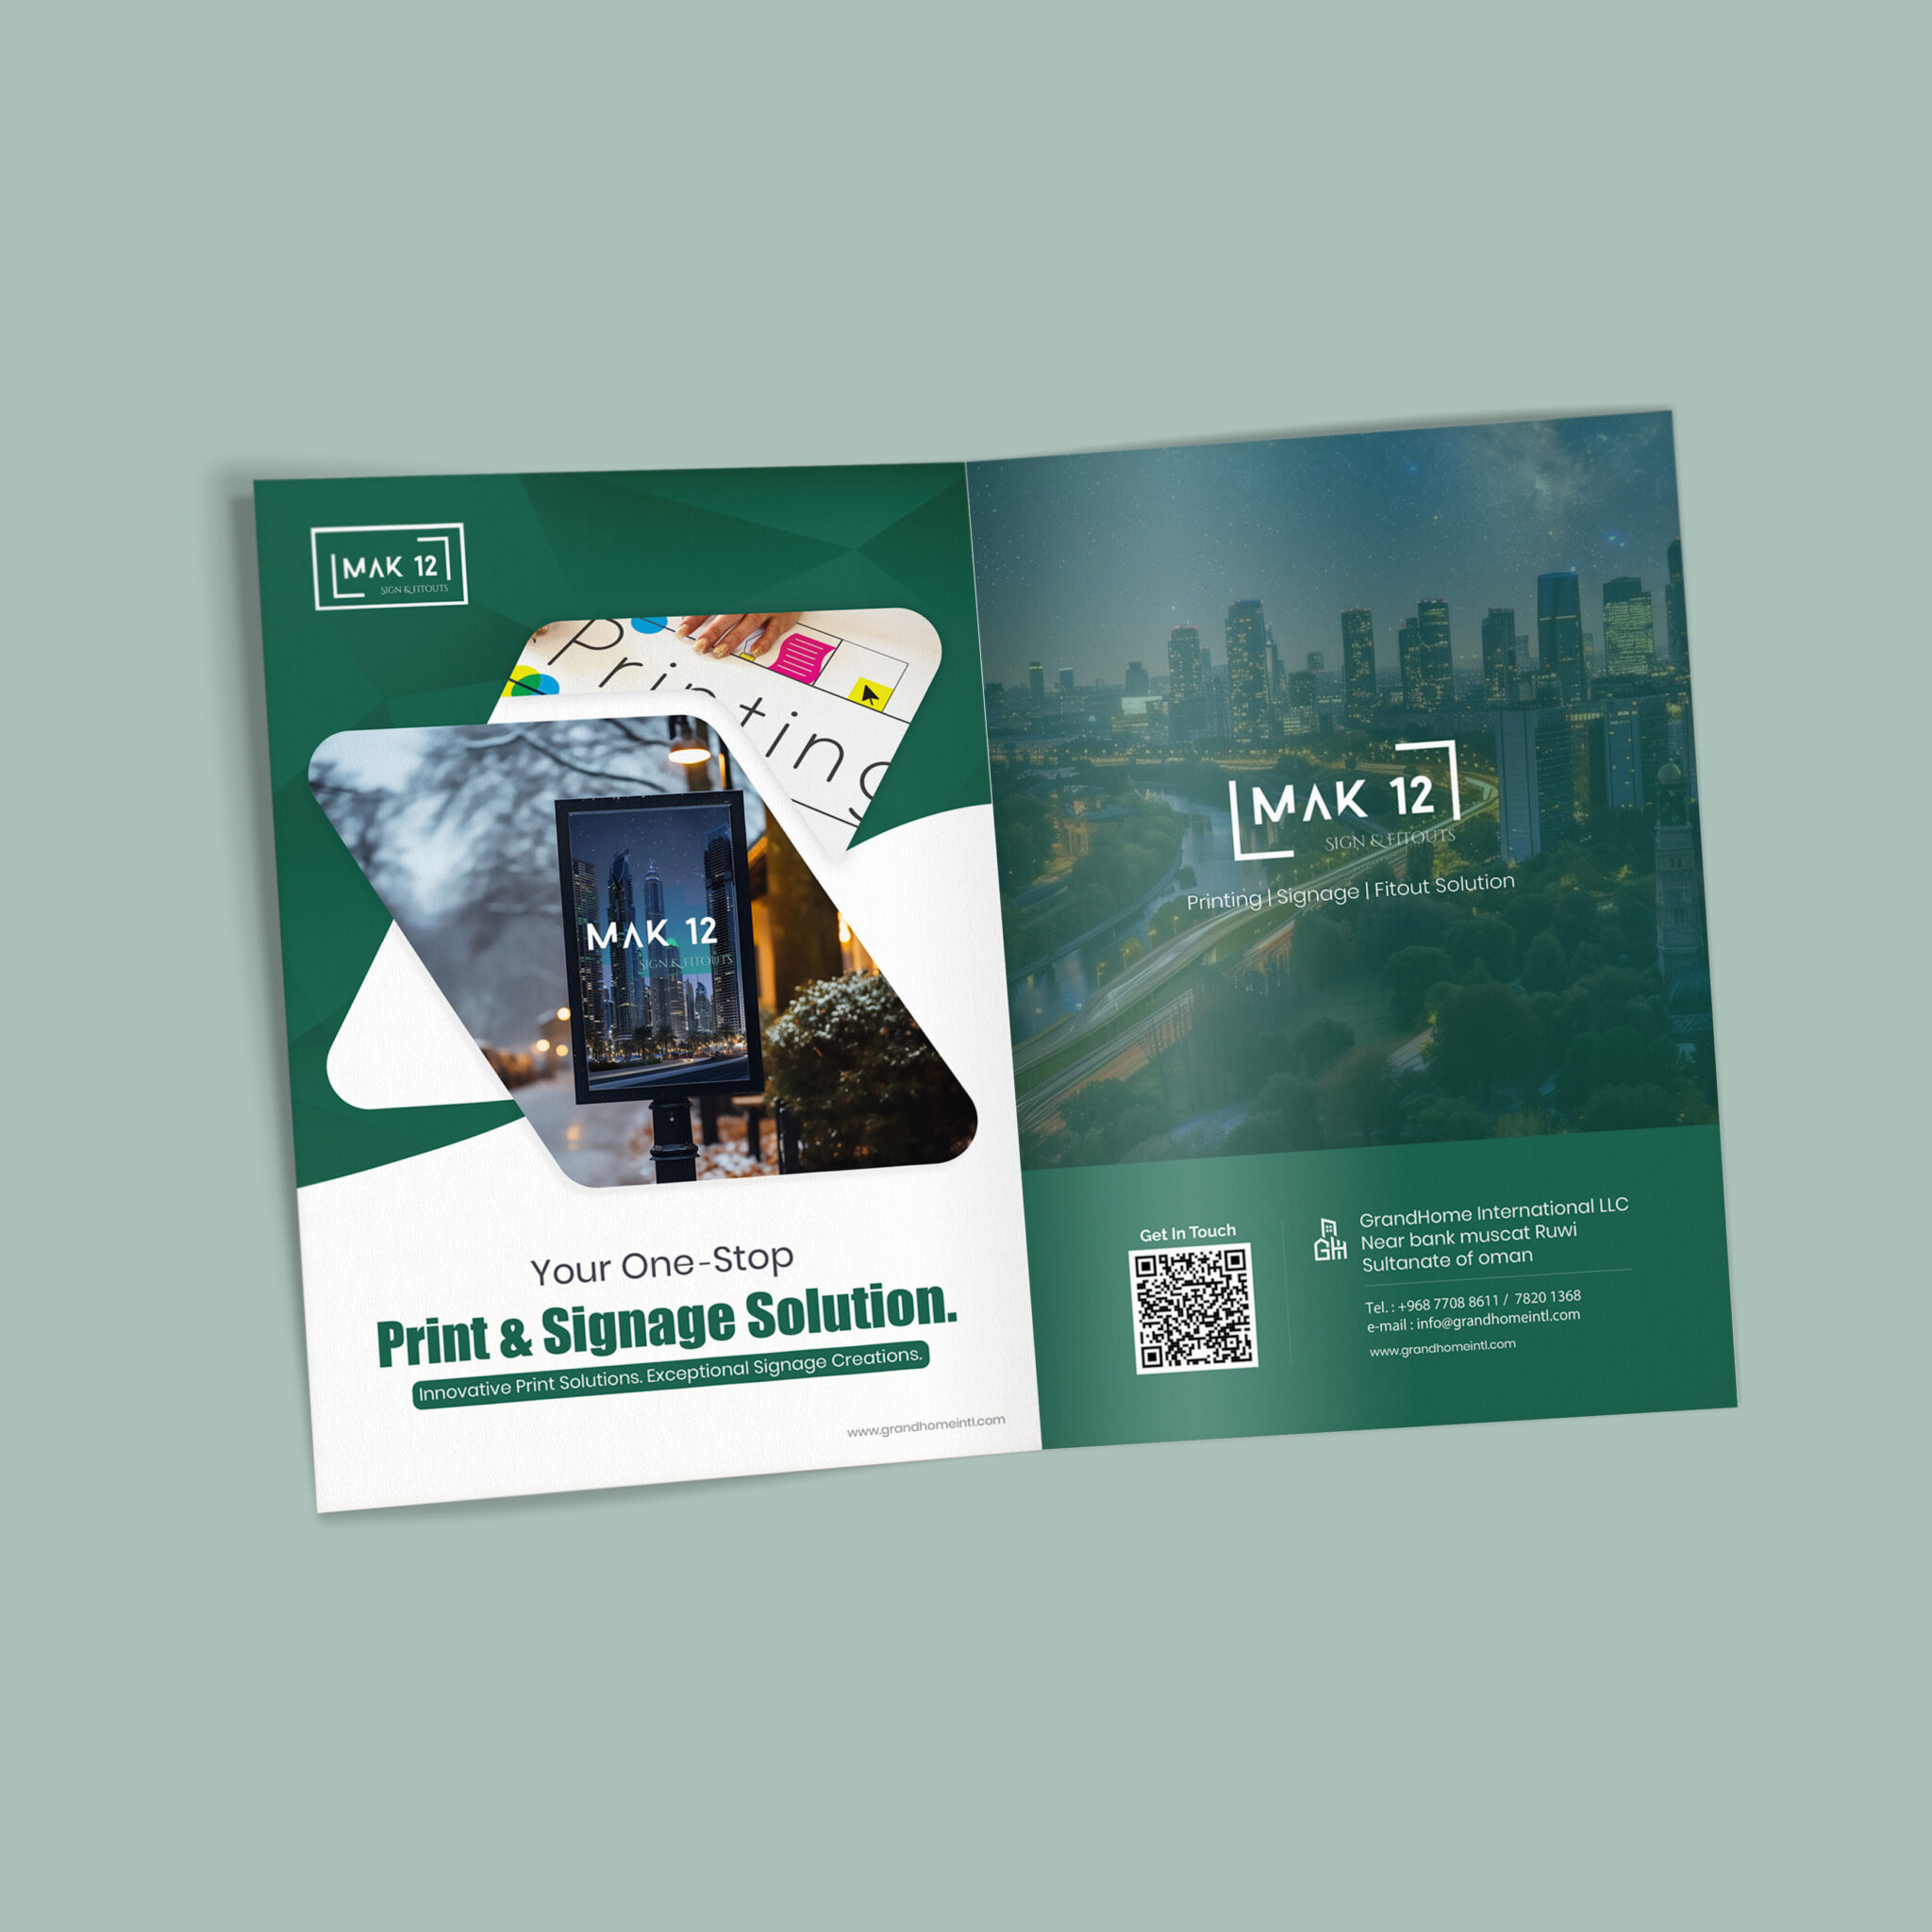 MAK 12
SIGN & FITOUTS
Printing
MAK 12
SIGN & FITOUTS
Your One-Stop
Print & Signage Solution.
Innovative Print Solutions. Exceptional Signage Creations.
www.grandhomeintl.com
MAK 12
SIGN & FITOUTS
Printing | Signage | Fitout Solution
Get In Touch
GH
GrandHome International LLC
Near bank muscat Ruwi
Sultanate of oman
Tel. : +968 7708 8611 / 7820 1368
e-mail : info@grandhomeintl.com
www.grandhomeintl.com